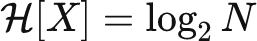 ℋ[X] = log₂ N